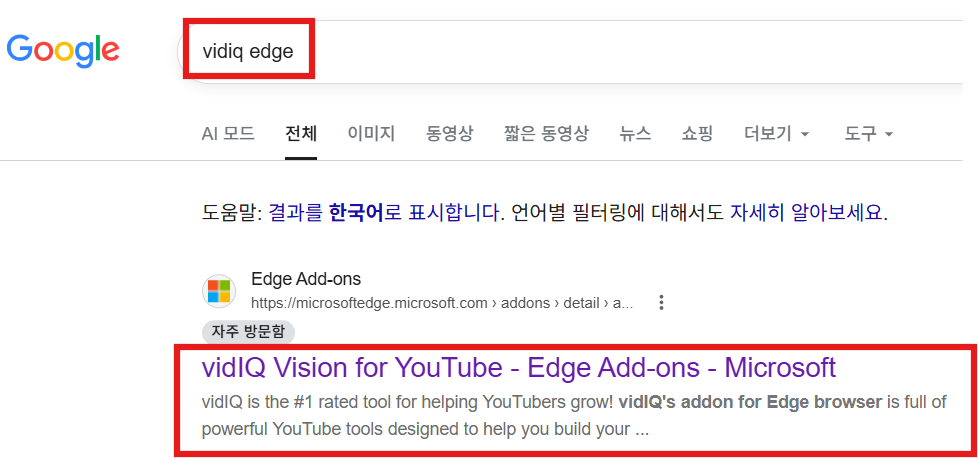 Google
vidiq edge
AI 모드 전체 이미지 동영상 짧은 동영상 뉴스 쇼핑 더보기 도구
도움말: 결과를 한국어로 표시합니다. 언어별 필터링에 대해서도 자세히 알아보세요.
Edge Add-ons
https://microsoftedge.microsoft.com › addons › detail › a...
자주 방문함
vidIQ Vision for YouTube - Edge Add-ons - Microsoft
vidIQ is the #1 rated tool for helping YouTubers grow! vidIQ's addon for Edge browser is full of
powerful YouTube tools designed to help you build your ...